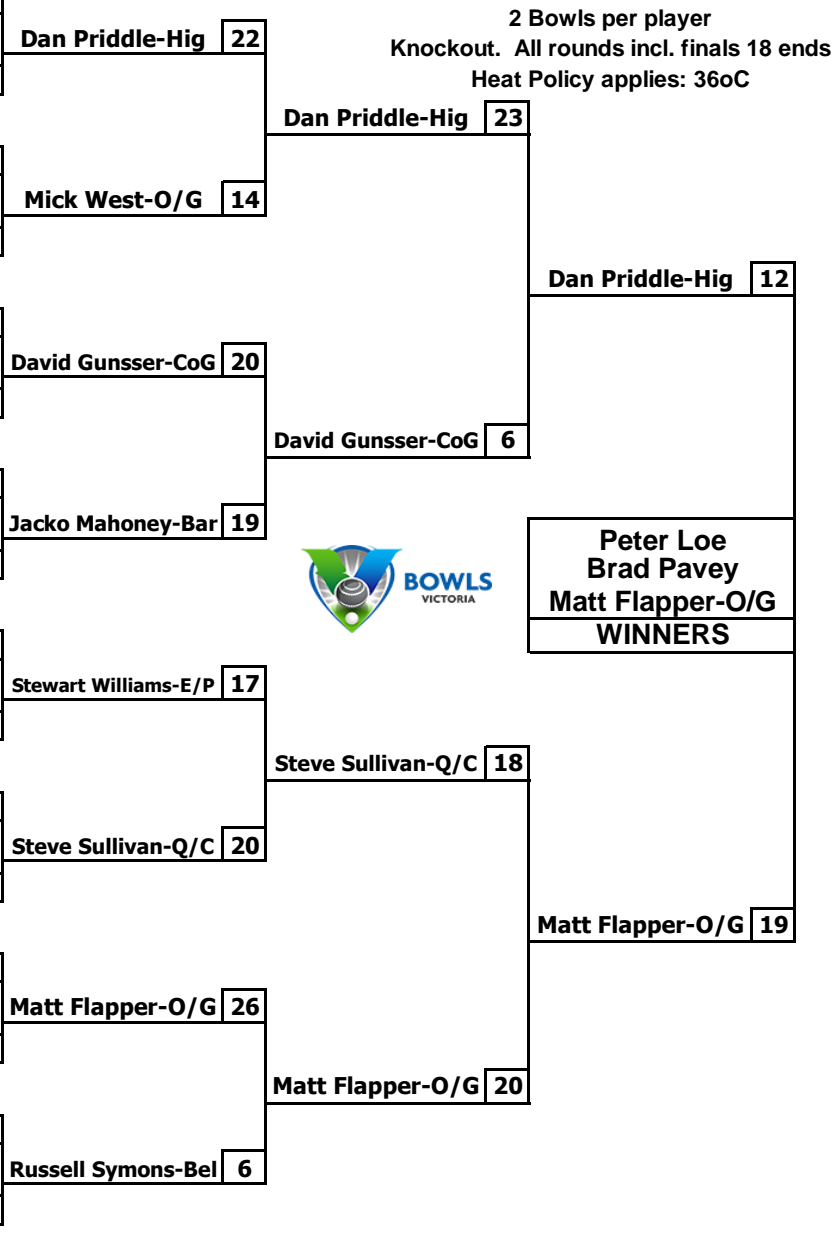 2 Bowls per player
Knockout. All rounds incl. finals 18 ends
Heat Policy applies: 36oC
Dan Priddle-Hig 22
Dan Priddle-Hig 23
Mick West-O/G 14
Dan Priddle-Hig 12
David Gunsser-CoG 20
David Gunsser-CoG 6
Jacko Mahoney-Bar 19
BOWLS
VICTORIA
Peter Loe
Brad Pavey
Matt Flapper-O/G
WINNERS
Stewart Williams-E/P 17
Steve Sullivan-Q/C 18
Steve Sullivan-Q/C 20
Matt Flapper-O/G 19
Matt Flapper-O/G 26
Matt Flapper-O/G 20
Russell Symons-Bel 6